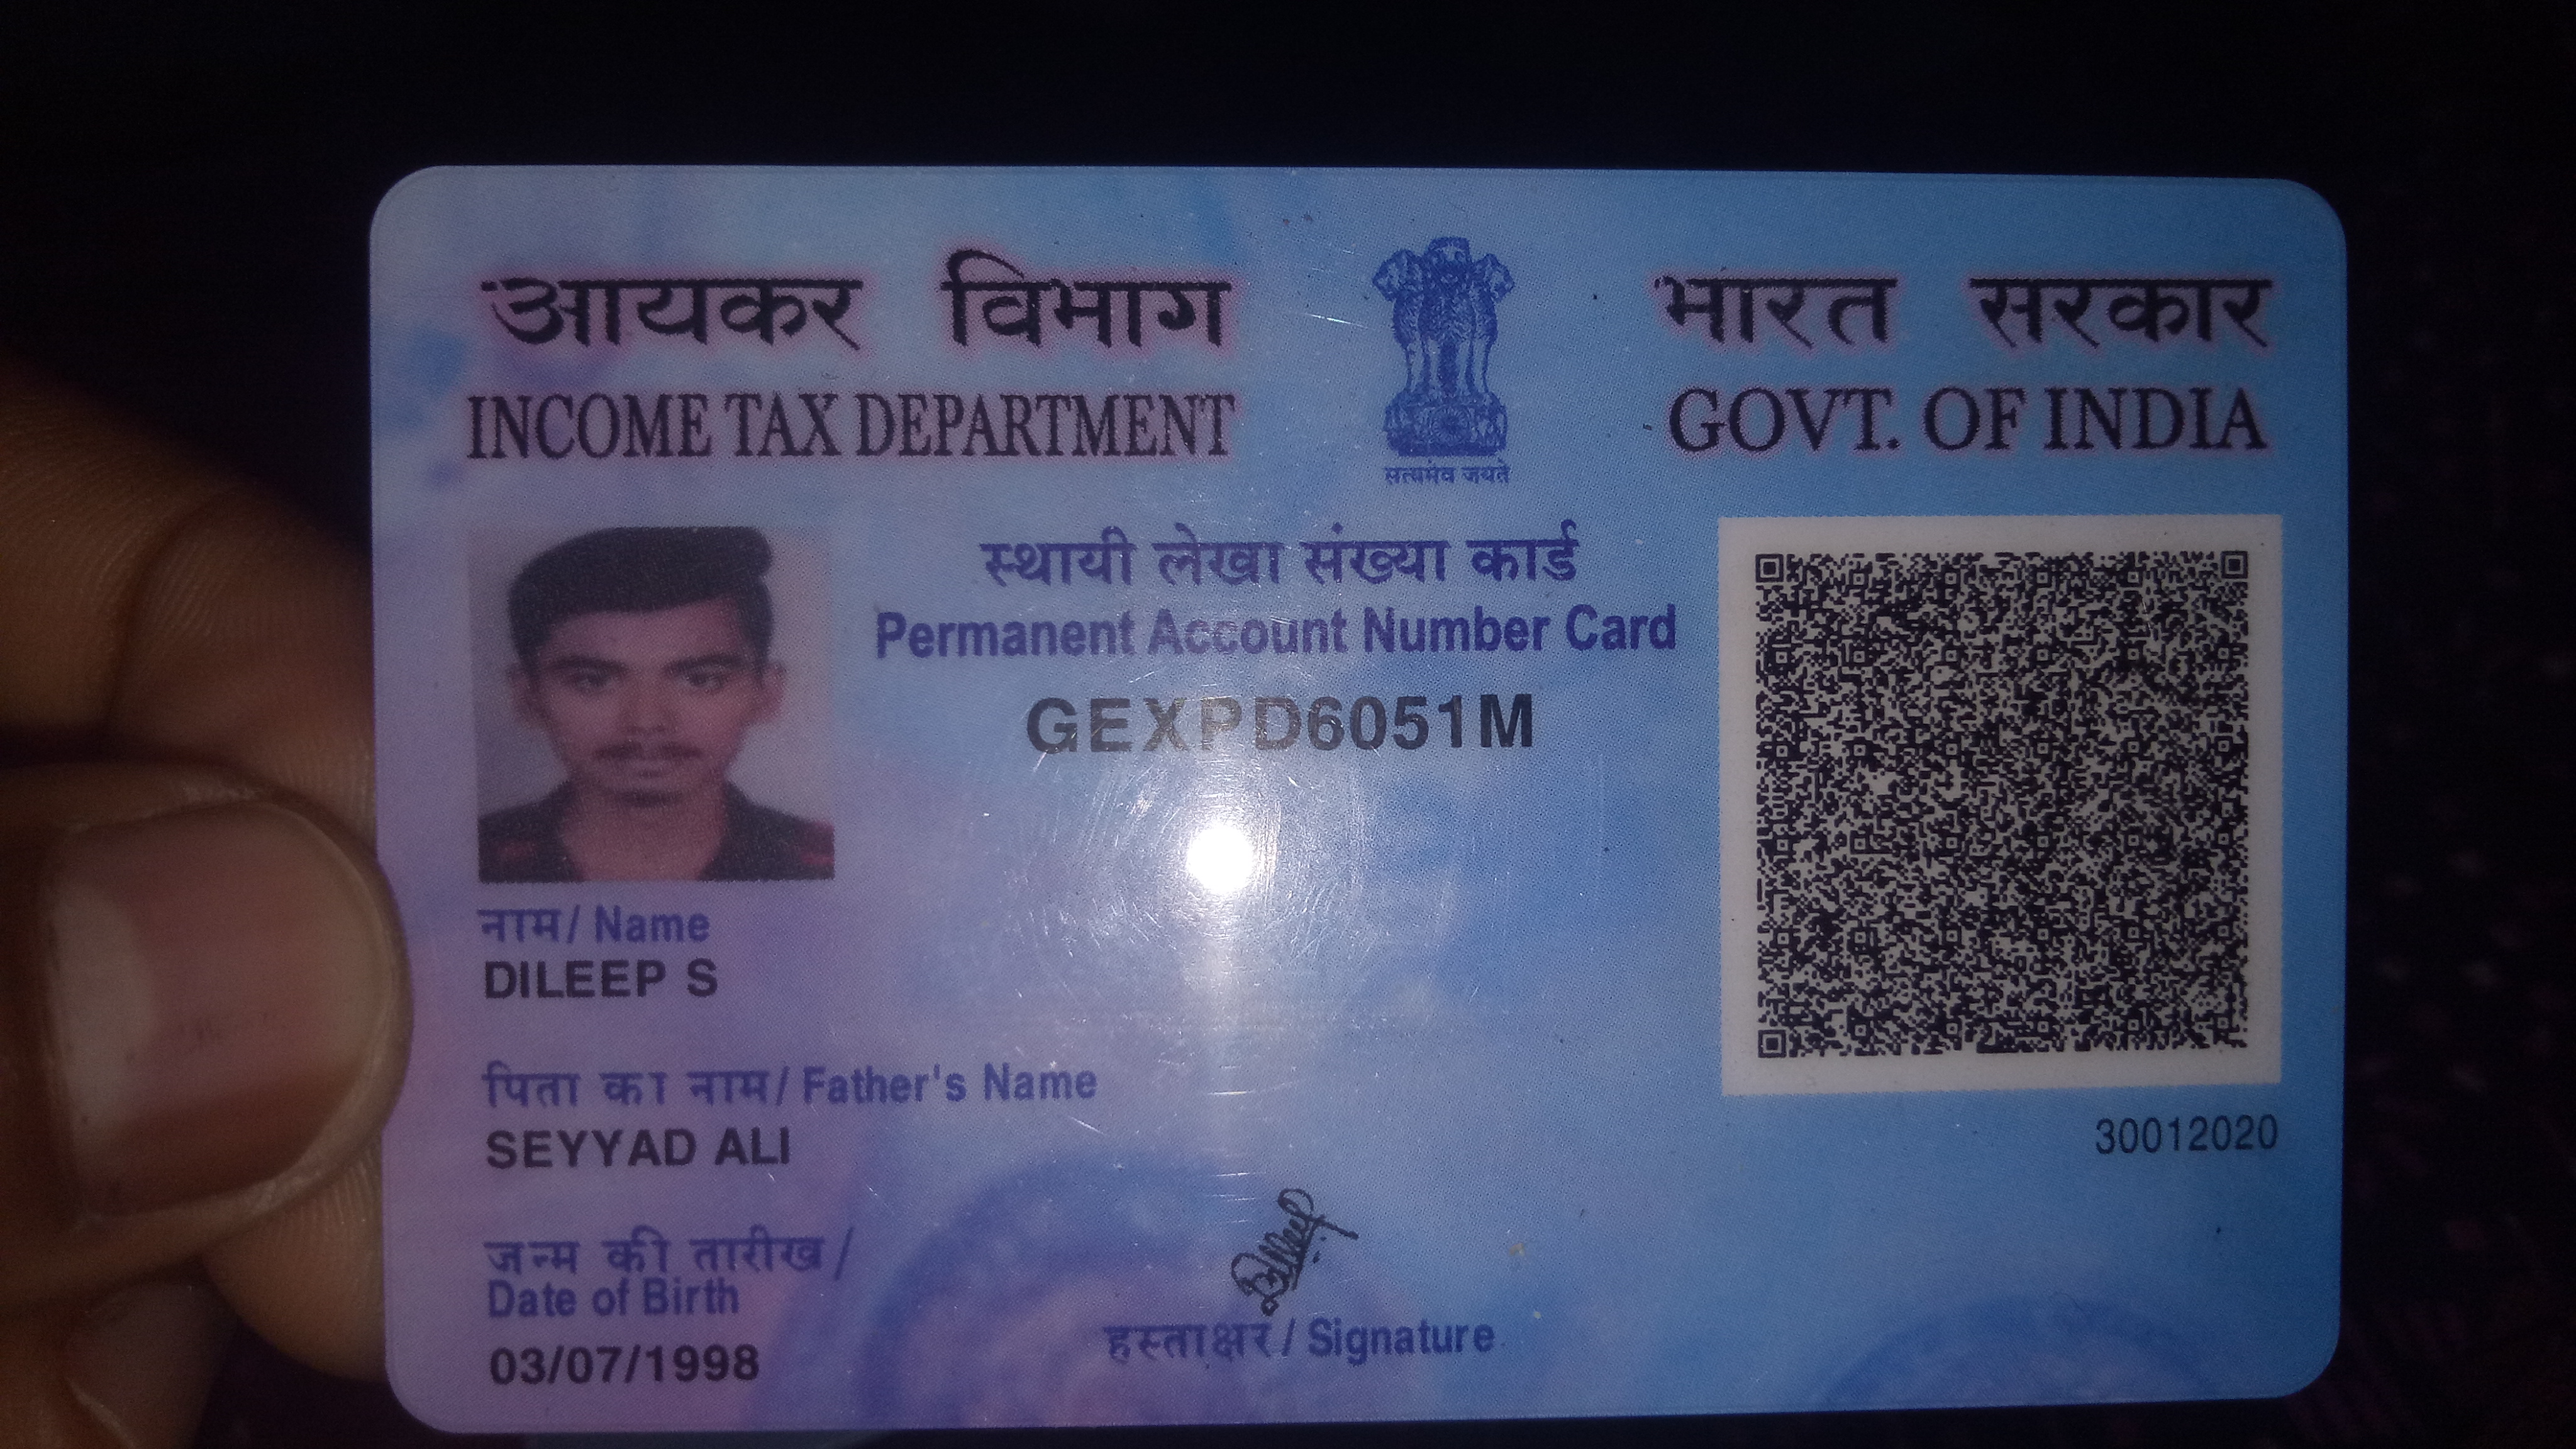 आयकर विभाग
INCOME TAX DEPARTMENT
सत्यमेव जयते
भारत सरकार
GOVT. OF INDIA
स्थायी लेखा संख्या कार्ड
Permanent Account Number Card
GEXPD6051M
नाम / Name
DILEEP S
पिता का नाम / Father's Name
SEYYAD ALI
जन्म की तारीख /
Date of Birth
03/07/1998
Dileep
हस्ताक्षर / Signature
30012020